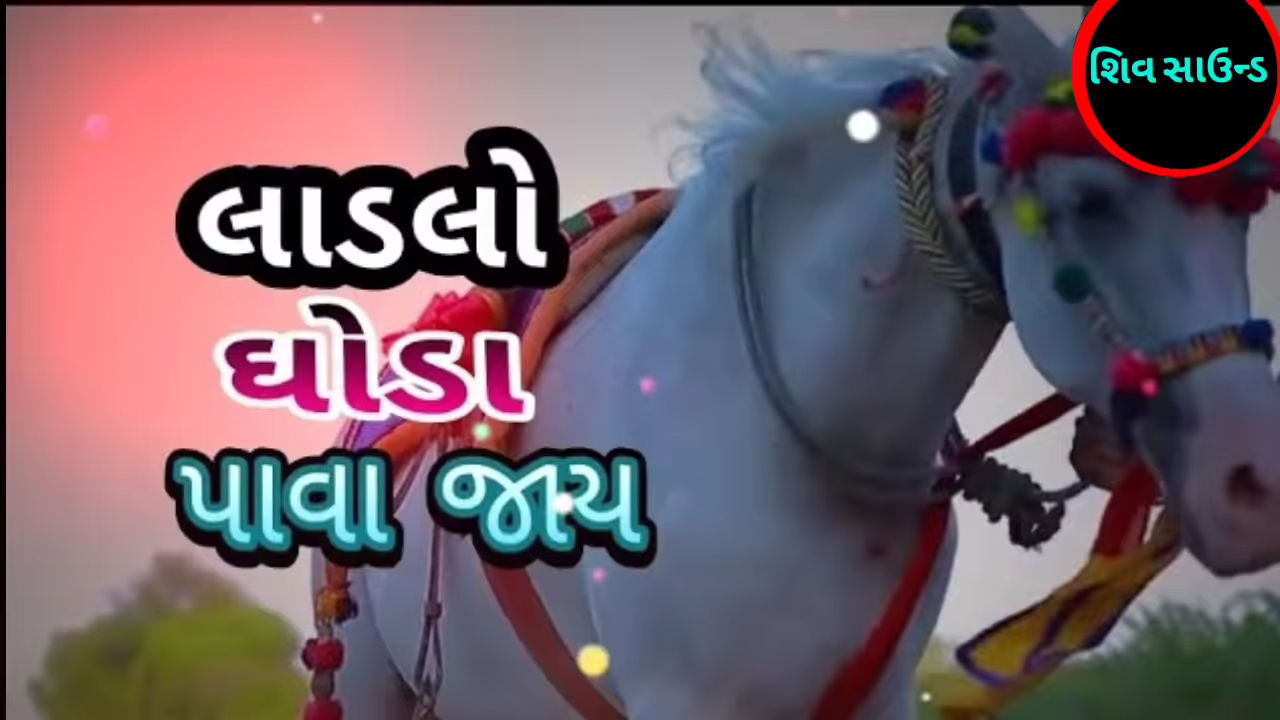 શિવ સાઉન્ડ
લાડલો
ઘોડા
પાવા જાય